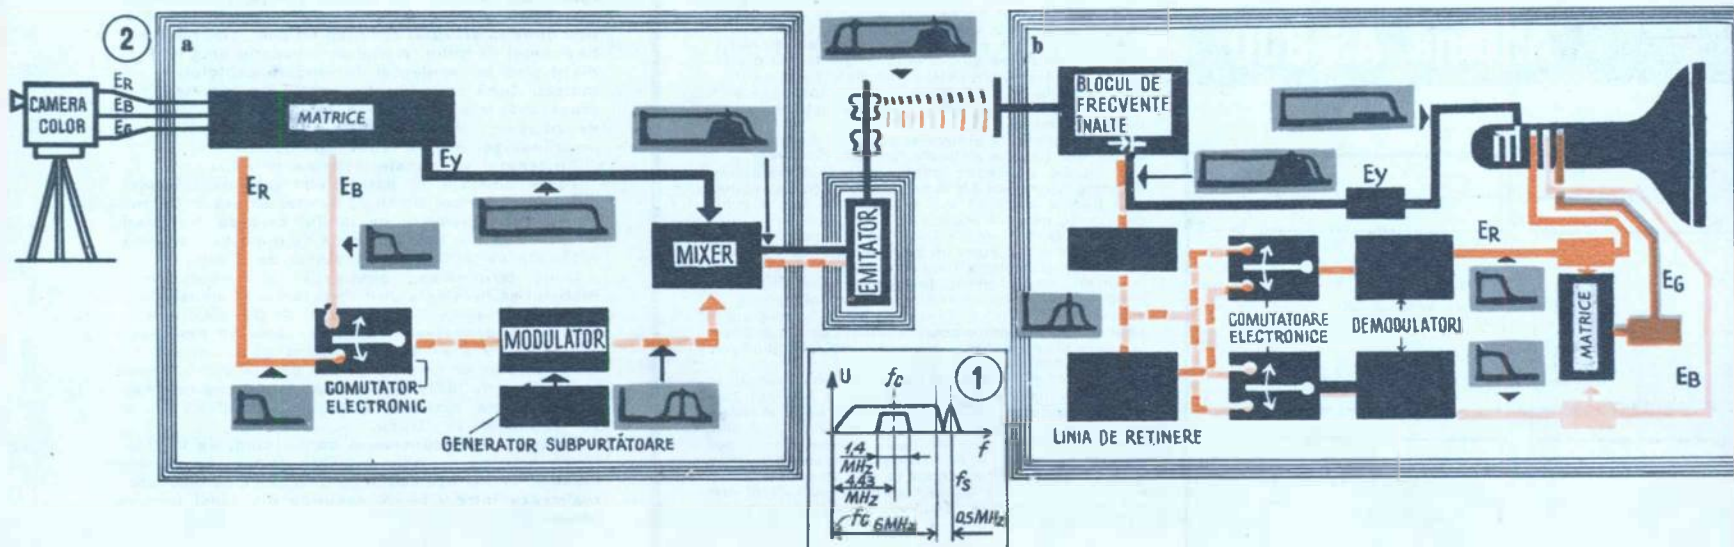 2
a
CAMERA
COLOR
ER
EB
EG
MATRICE
ER
EB
Ey
COMUTATOR
ELECTRONIC
MODULATOR
GENERATOR SUBPURTĂTOARE
MIXER
EMITATOR
1
U
fc
f
1,4
MHz
4,43
MHz
fs
fG 6MHz
0,5MHz
b
BLOCUL DE
FRECVENTE
ÎNALTE
Ey
ER
EG
EB
COMUTATOARE
ELECTRONICE
DEMODULATORI
MATRICE
LINIA DE REȚINERE